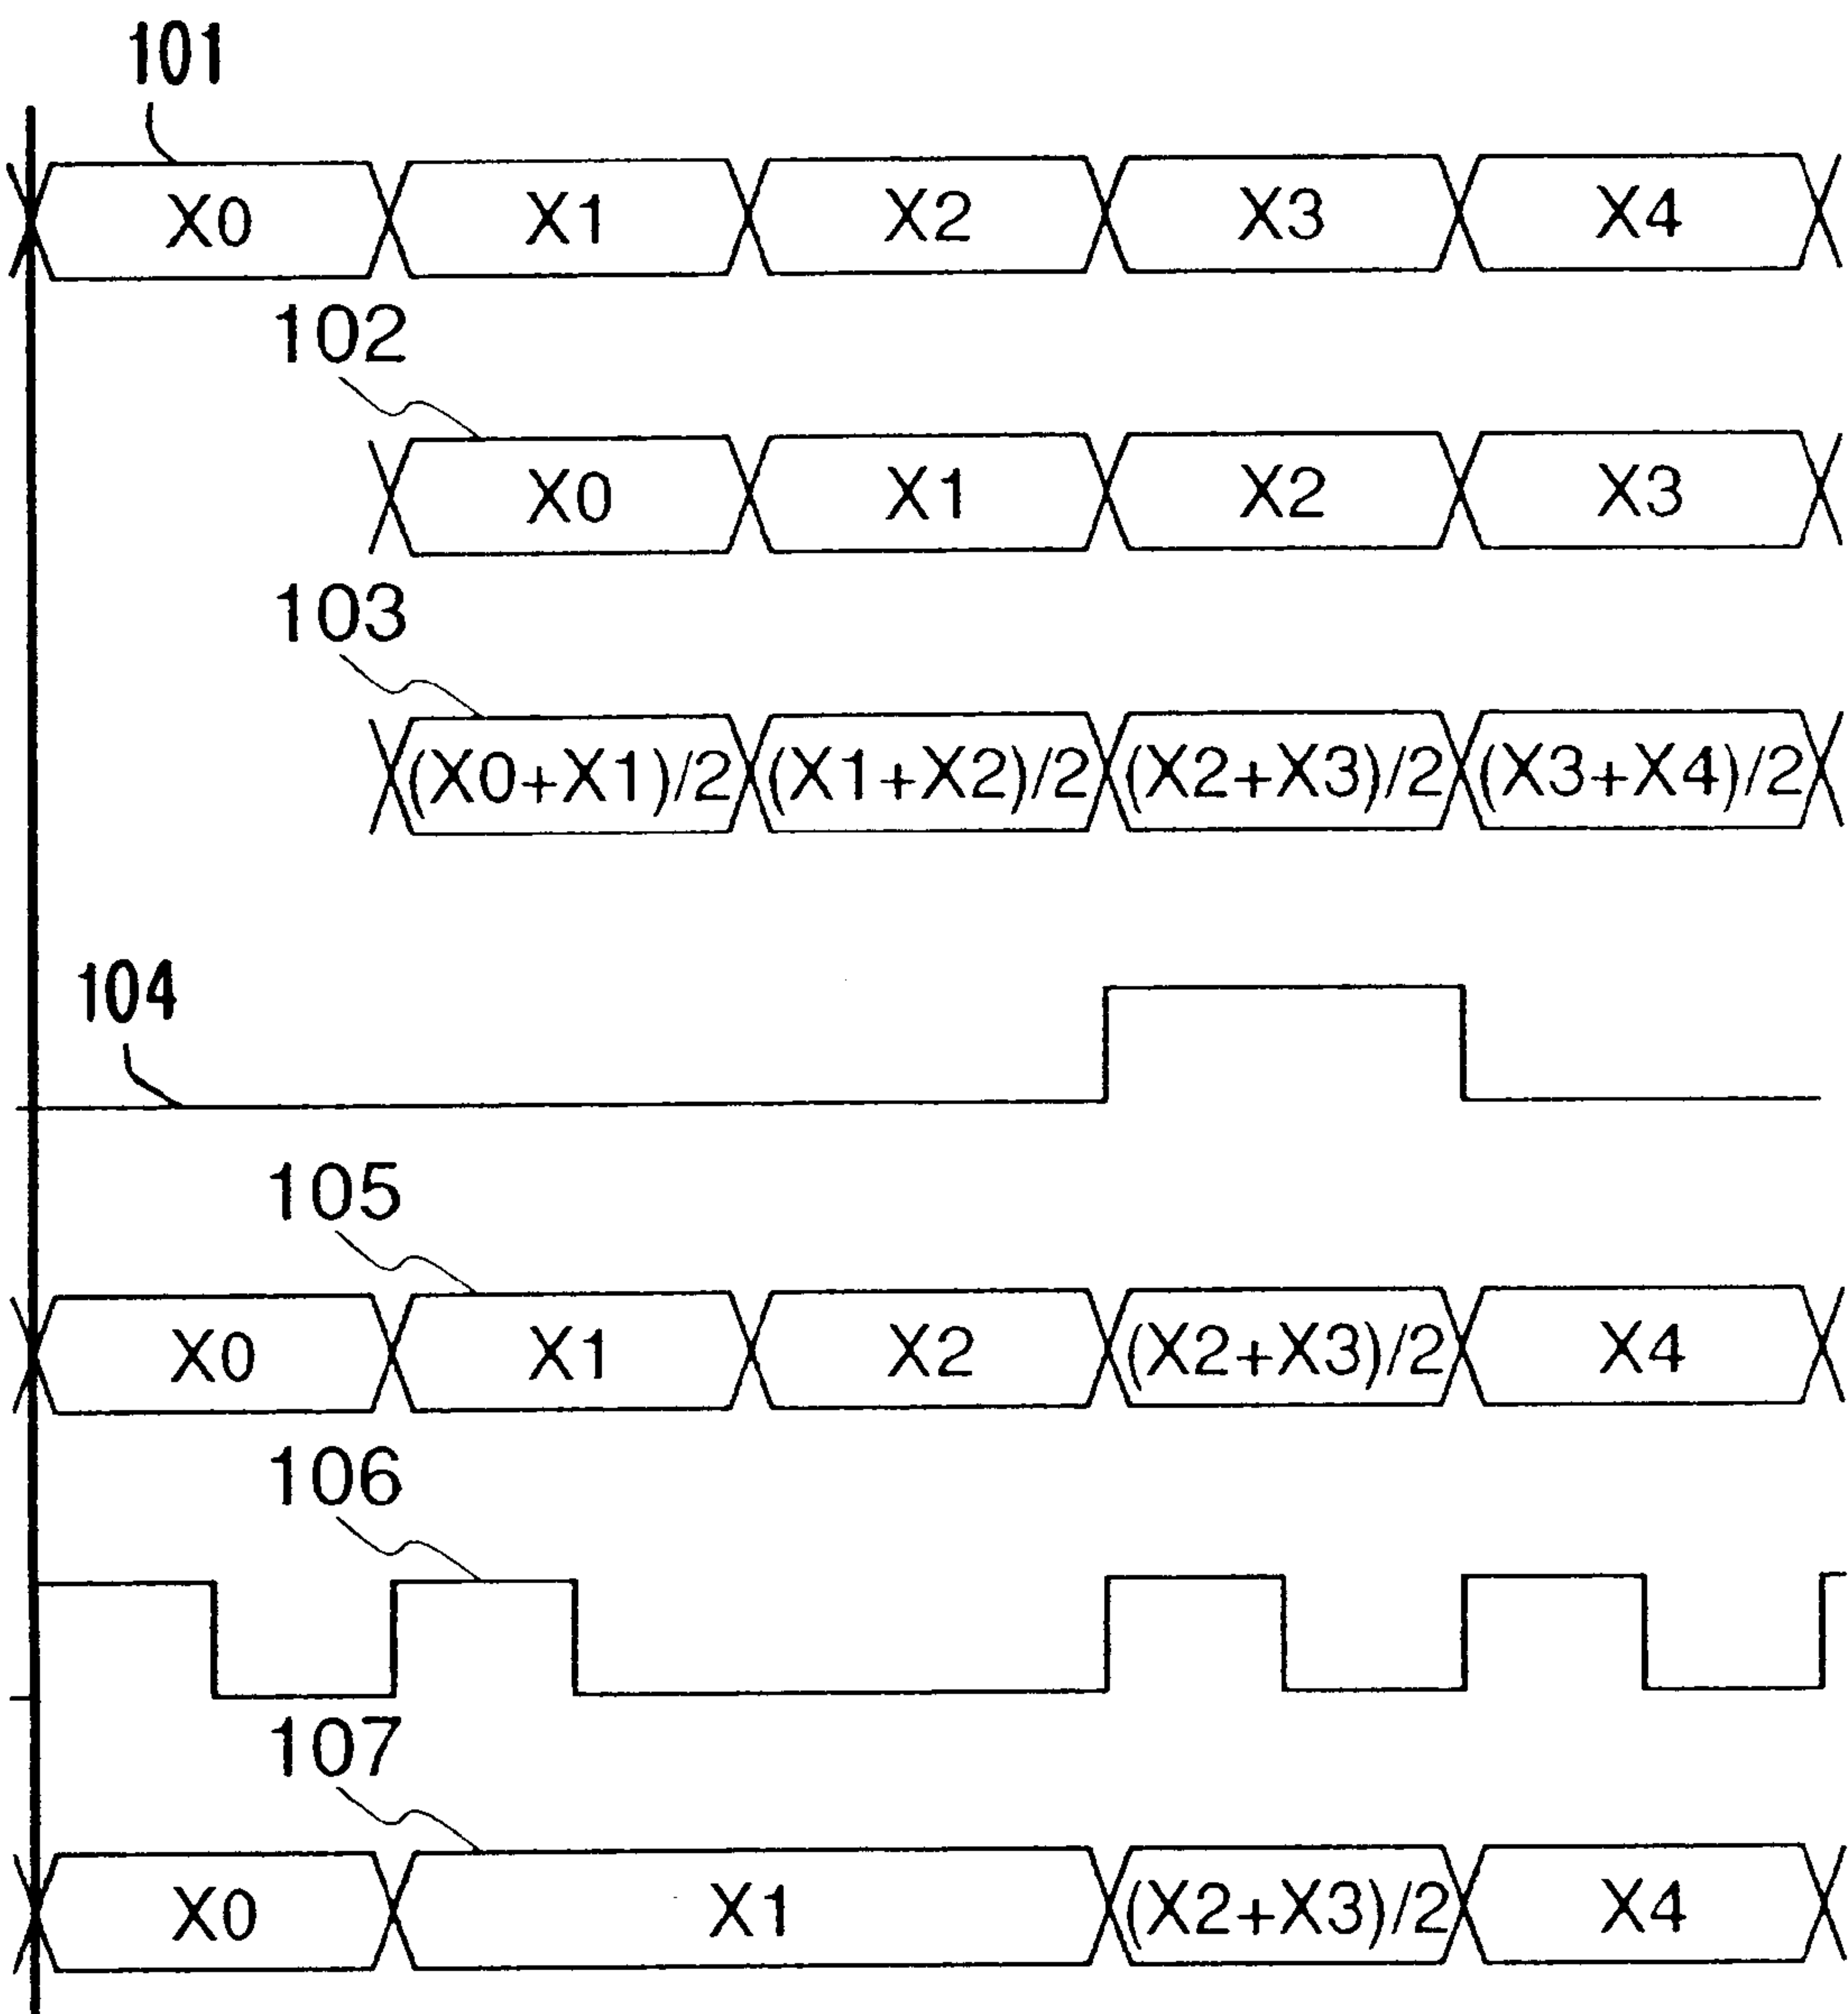 101
X0 X1 X2 X3 X4
102
X0 X1 X2 X3
103
(X0+X1)/2 (X1+X2)/2 (X2+X3)/2 (X3+X4)/2
104
105
X0 X1 X2 (X2+X3)/2 X4
106
107
X0 X1 (X2+X3)/2 X4